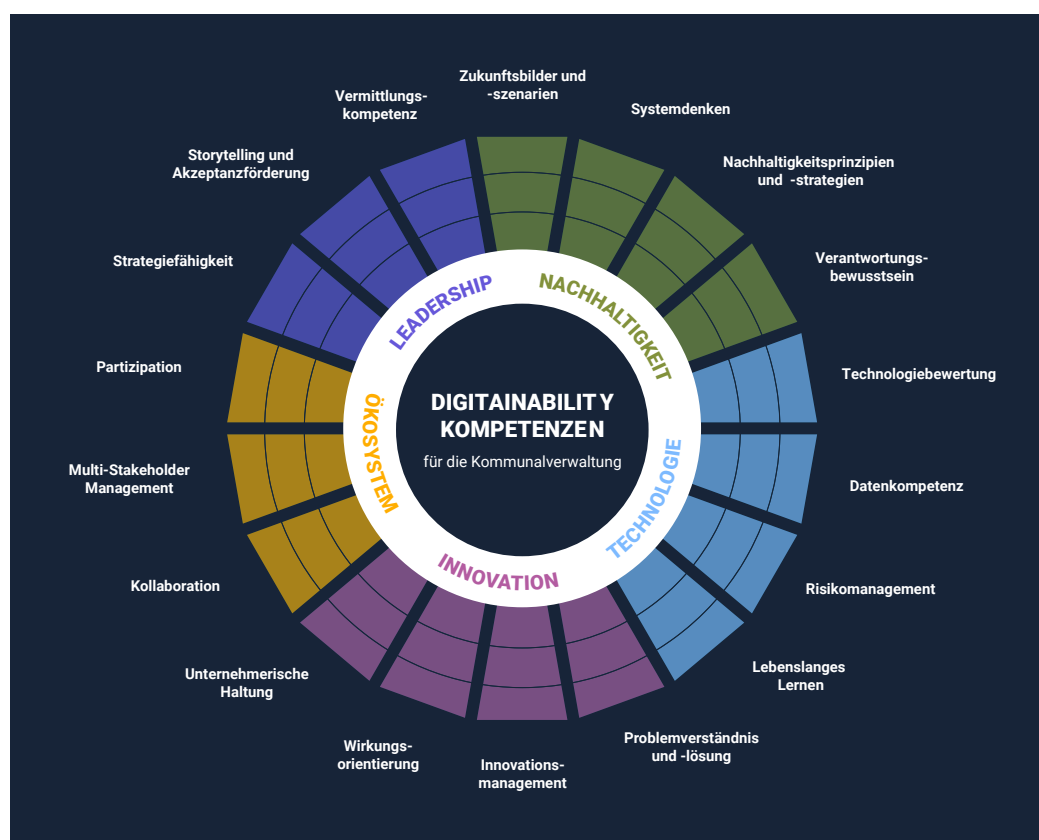 Zukunftsbilder und
-szenarien
Systemdenken
Nachhaltigkeitsprinzipien
und -strategien
Verantwortungs-
bewusstsein
Technologiebewertung
Datenkompetenz
Risikomanagement
Lebenslanges
Lernen
Problemverständnis
und -lösung
Innovations-
management
Wirkungs-
orientierung
Unternehmerische
Haltung
Kollaboration
Multi-Stakeholder
Management
Partizipation
Strategiefähigkeit
Storytelling und
Akzeptanzförderung
Vermittlungs-
kompetenz
LEADERSHIP
NACHHALTIGKEIT
TECHNOLOGIE
INNOVATION
ÖKOSYSTEM
DIGITAINABILITY
KOMPETENZEN
für die Kommunalverwaltung